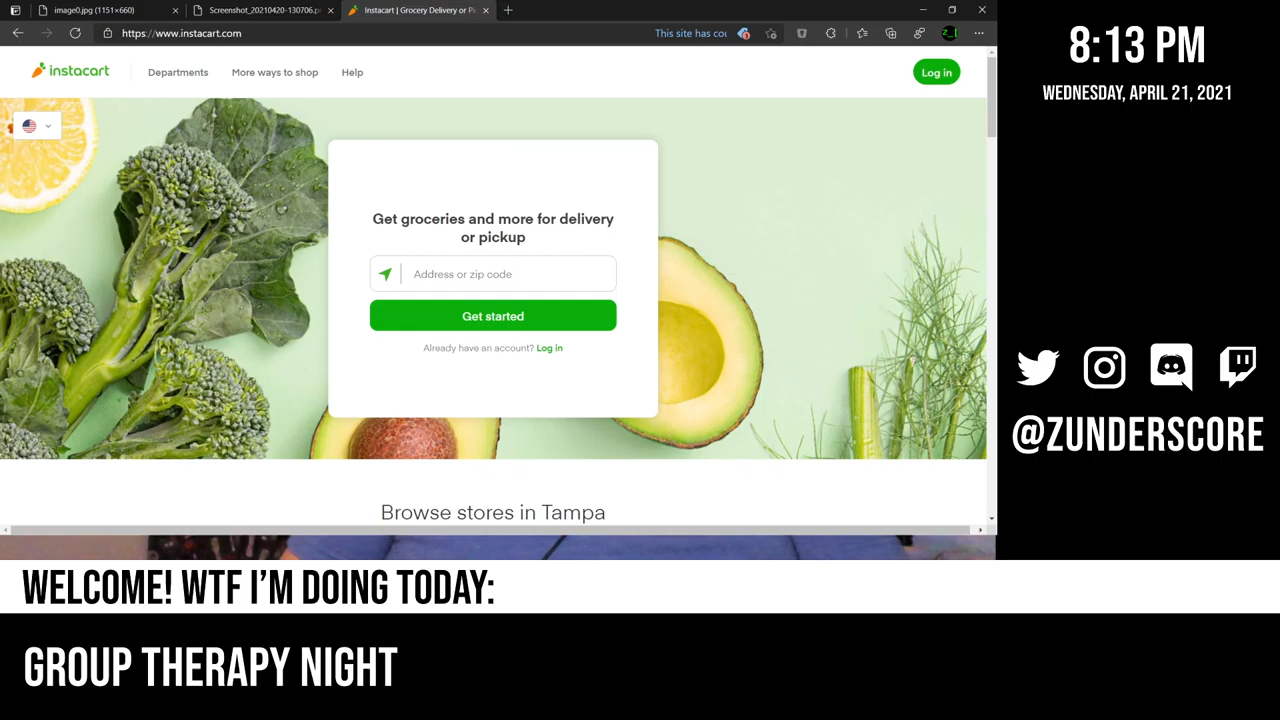 image0.jpg (1151×660)
Screenshot_20210420-130706.p
Instacart | Grocery Delivery or Pi
https://www.instacart.com
This site has cou
instacart
Departments
More ways to shop
Help
Log in
Get groceries and more for delivery
or pickup
Address or zip code
Get started
Already have an account? Log in
Browse stores in Tampa
8:13 PM
WEDNESDAY, APRIL 21, 2021
@ZUNDERSCORE
WELCOME! WTF I'M DOING TODAY:
GROUP THERAPY NIGHT